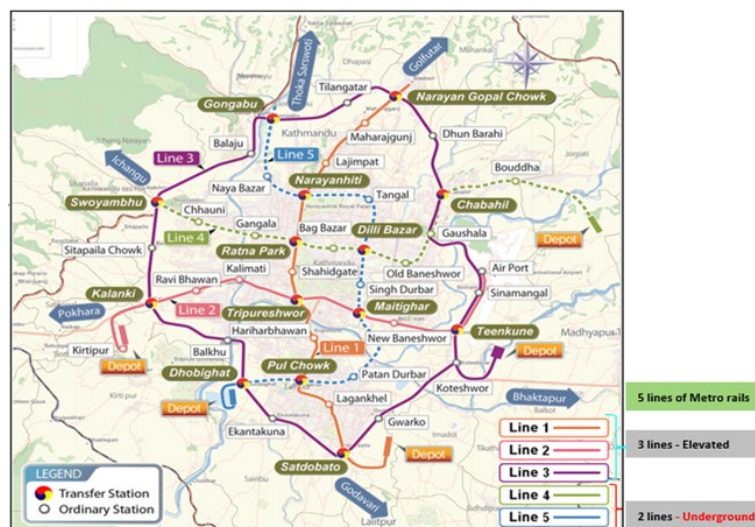 Thoka Sarswoti
Golfutar
Tilangatar
Gongabu
Narayan Gopal Chowk
Kathmandu
Maharajgunj
Dhun Barahi
Balaju
Line 3
Line 5
Lajimpat
Bouddha
Ichangu
Naya Bazar
Narayanhiti
Tangal
Chabahil
Swoyambhu
Chhauni
Gangala
Bag Bazar
Dilli Bazar
Gaushala
Depot
Line 4
Ratna Park
Sitapaila Chowk
Kalimati
Shahidgate
Kathmandu
Old Baneshwor
Air Port
Ravi Bhawan
Singh Durbar
Sinamangal
Kalanki
Maitighar
Pokhara
Line 2
Tripureshwor
Teenkune
Madhyapur-T
Hariharbhawan
New Baneshwor
Line 1
Kirtipur
Balkhu
Pul Chowk
Depot
Depot
Dhobighat
Patan Durbar
Koteshwor
Depot
Bhaktapur
Lagankhel
Gwarko
Ekantakuna
Satdobato
Depot
Godavari
Lalitpur
LEGEND
Transfer Station
Ordinary Station
Line 1
Line 2
Line 3
Line 4
Line 5
5 lines of Metro rails
3 lines - Elevated
2 lines - Underground